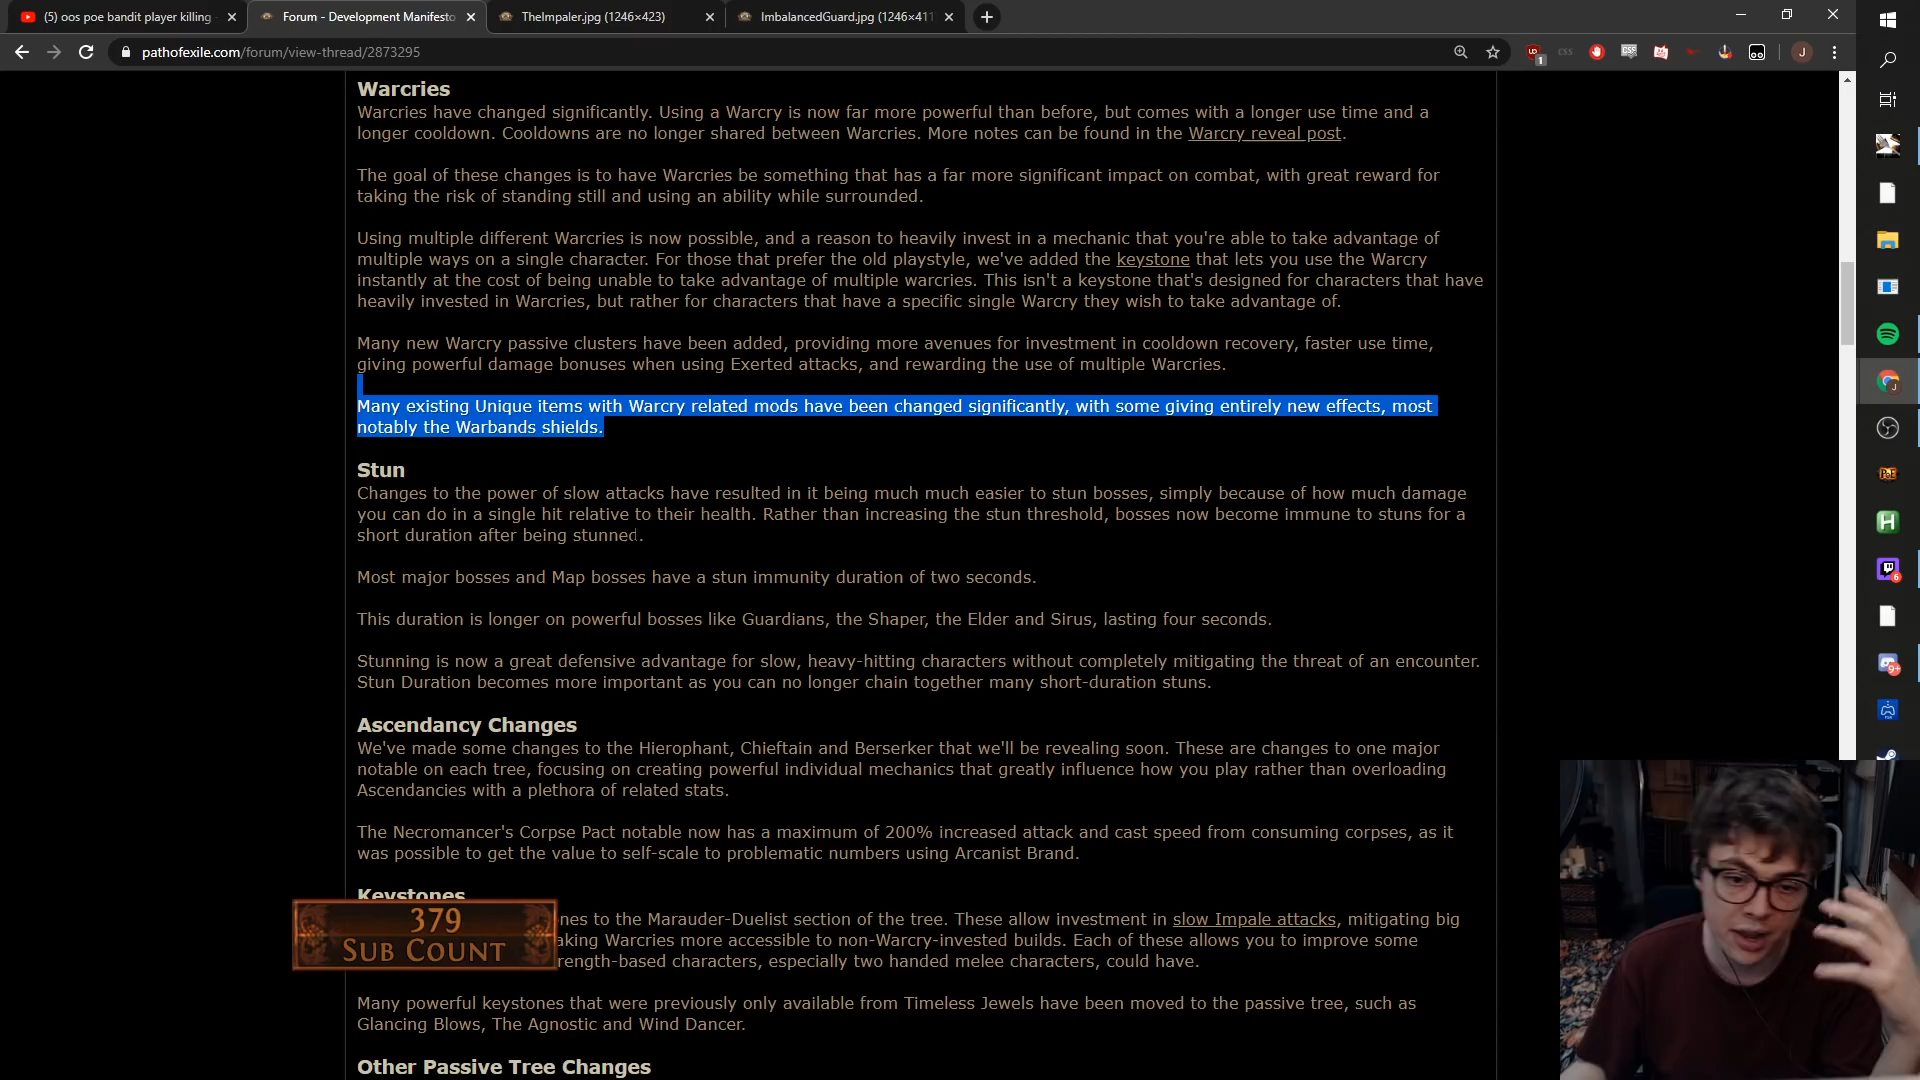 (5) oos poe bandit player killing
Forum - Development Manifesto
TheImpaler.jpg (1246×423)
ImbalancedGuard.jpg (1246×411
pathofexile.com/forum/view-thread/2873295
Warcries
Warcries have changed significantly. Using a Warcry is now far more powerful than before, but comes with a longer use time and a
longer cooldown. Cooldowns are no longer shared between Warcries. More notes can be found in the Warcry reveal post.
The goal of these changes is to have Warcries be something that has a far more significant impact on combat, with great reward for
taking the risk of standing still and using an ability while surrounded.
Using multiple different Warcries is now possible, and a reason to heavily invest in a mechanic that you're able to take advantage of
multiple ways on a single character. For those that prefer the old playstyle, we've added the keystone that lets you use the Warcry
instantly at the cost of being unable to take advantage of multiple warcries. This isn't a keystone that's designed for characters that have
heavily invested in Warcries, but rather for characters that have a specific single Warcry they wish to take advantage of.
Many new Warcry passive clusters have been added, providing more avenues for investment in cooldown recovery, faster use time,
giving powerful damage bonuses when using Exerted attacks, and rewarding the use of multiple Warcries.
Many existing Unique items with Warcry related mods have been changed significantly, with some giving entirely new effects, most
notably the Warbands shields.
Stun
Changes to the power of slow attacks have resulted in it being much much easier to stun bosses, simply because of how much damage
you can do in a single hit relative to their health. Rather than increasing the stun threshold, bosses now become immune to stuns for a
short duration after being stunned.
Most major bosses and Map bosses have a stun immunity duration of two seconds.
This duration is longer on powerful bosses like Guardians, the Shaper, the Elder and Sirus, lasting four seconds.
Stunning is now a great defensive advantage for slow, heavy-hitting characters without completely mitigating the threat of an encounter.
Stun Duration becomes more important as you can no longer chain together many short-duration stuns.
Ascendancy Changes
We've made some changes to the Hierophant, Chieftain and Berserker that we'll be revealing soon. These are changes to one major
notable on each tree, focusing on creating powerful individual mechanics that greatly influence how you play rather than overloading
Ascendancies with a plethora of related stats.
The Necromancer's Corpse Pact notable now has a maximum of 200% increased attack and cast speed from consuming corpses, as it
was possible to get the value to self-scale to problematic numbers using Arcanist Brand.
Keystones
nes to the Marauder-Duelist section of the tree. These allow investment in slow Impale attacks, mitigating big
aking Warcries more accessible to non-Warcry-invested builds. Each of these allows you to improve some
rength-based characters, especially two handed melee characters, could have.
379
SUB COUNT
Many powerful keystones that were previously only available from Timeless Jewels have been moved to the passive tree, such as
Glancing Blows, The Agnostic and Wind Dancer.
Other Passive Tree Changes